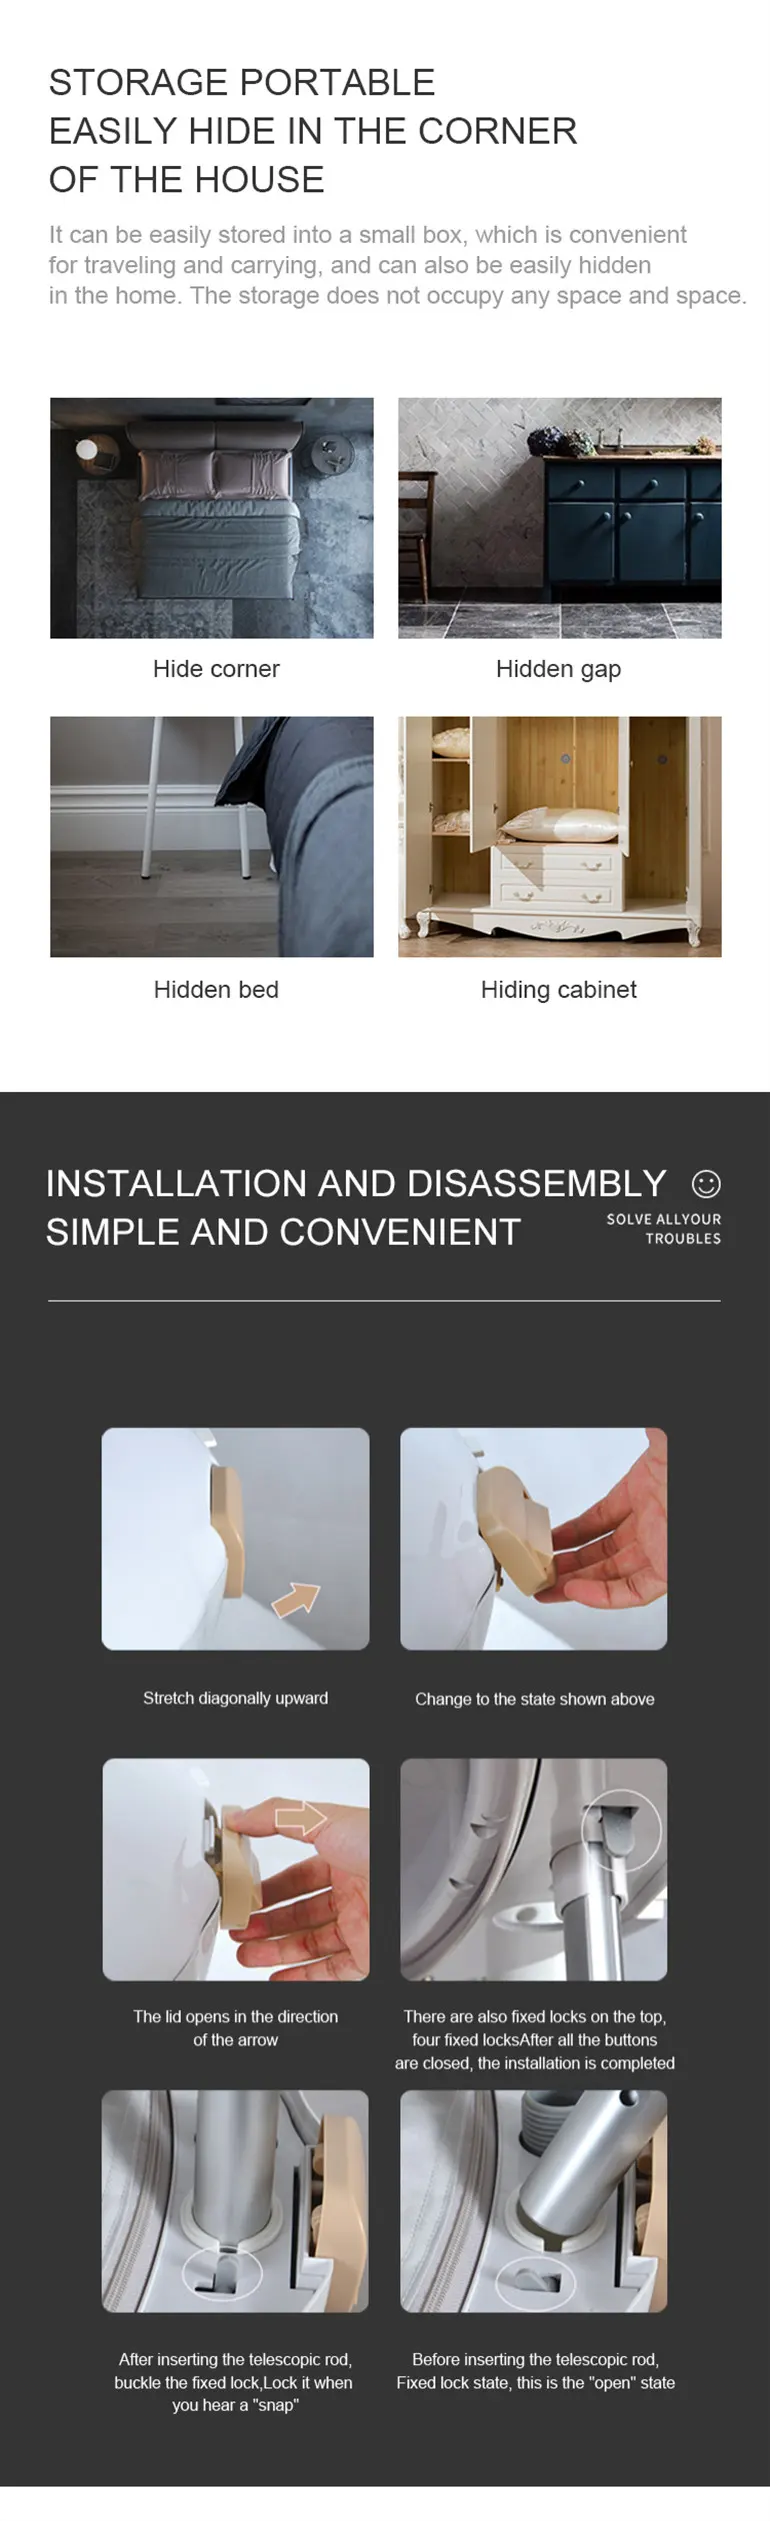 STORAGE PORTABLE
EASILY HIDE IN THE CORNER
OF THE HOUSE
It can be easily stored into a small box, which is convenient
for traveling and carrying, and can also be easily hidden
in the home. The storage does not occupy any space and space.
Hide corner
Hidden gap
Hidden bed
Hiding cabinet
INSTALLATION AND DISASSEMBLY
SIMPLE AND CONVENIENT
SOLVE ALLYOUR
TROUBLES
Stretch diagonally upward
Change to the state shown above
The lid opens in the direction
of the arrow
There are also fixed locks on the top,
four fixed locksAfter all the buttons
are closed, the installation is completed
After inserting the telescopic rod,
buckle the fixed lock,Lock it when
you hear a "snap"
Before inserting the telescopic rod,
Fixed lock state, this is the "open" state